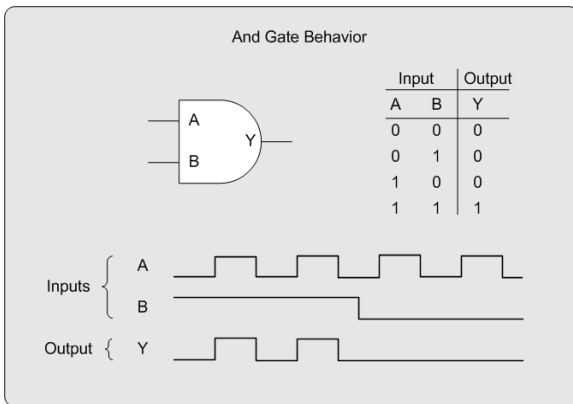 And Gate Behavior
A
B
Y
Input Output
A B Y
0 0 0
0 1 0
1 0 0
1 1 1
Inputs
A
B
Output { Y